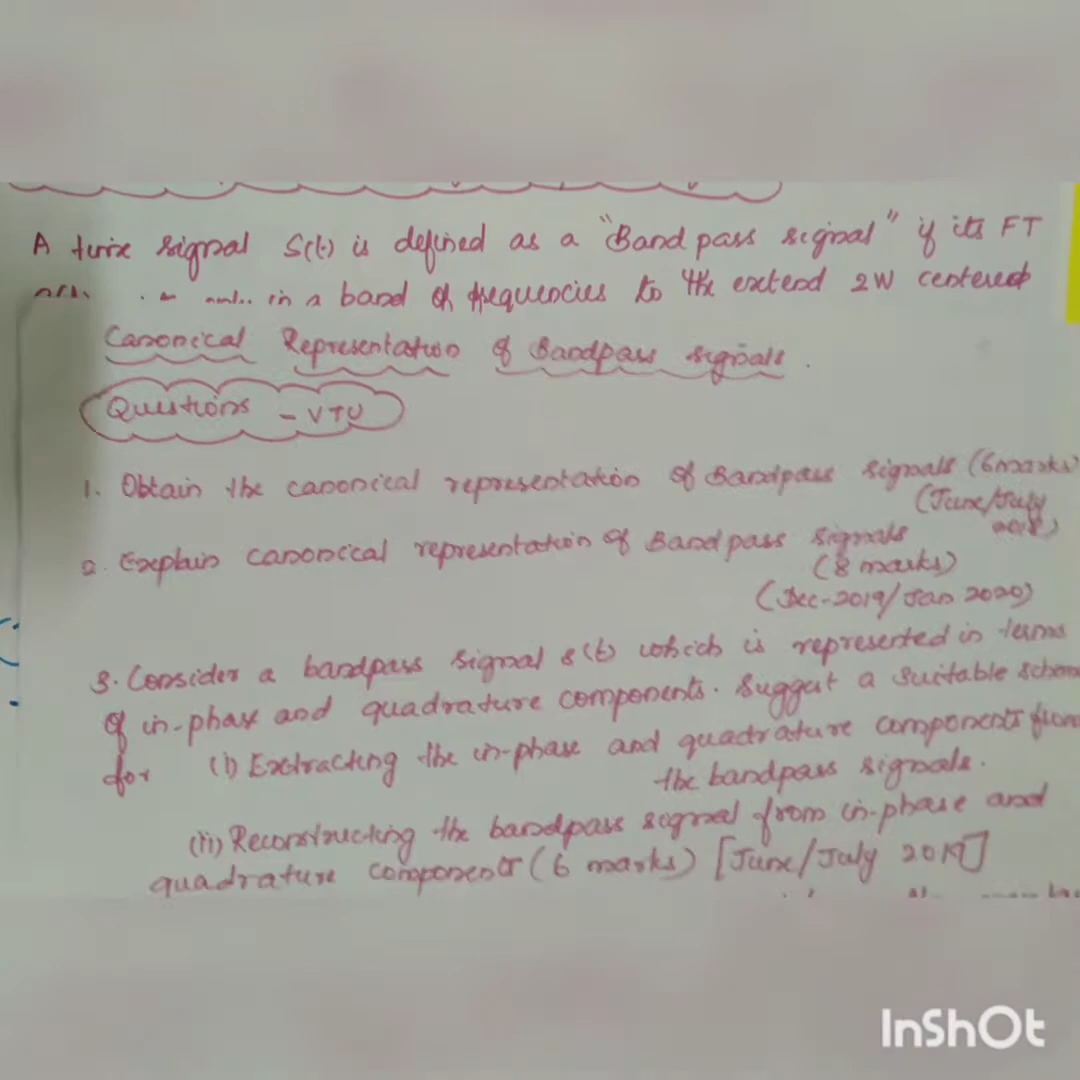 A time signal S(t) is defined as a "Band pass signal" if its FT
in a band of frequencies to the extend 2W centered
Canonical Representation of Bandpass signals.
Questions - VTU
1. Obtain the canonical representation of Bandpass signals (6 marks)
(June/July
2018)
2. Explain canonical representation of Bandpass signals
(8 marks)
(Dec-2019/Jan 2020)
3. Consider a bandpass signal s(t) which is represented in terms
of in-phase and quadrature components. Suggest a suitable scheme
for (i) Extracting the in-phase and quadrature components from
the bandpass signals.
(ii) Reconstructing the bandpass signal from in-phase and
quadrature components (6 marks) [June/July 2019]
InShOt